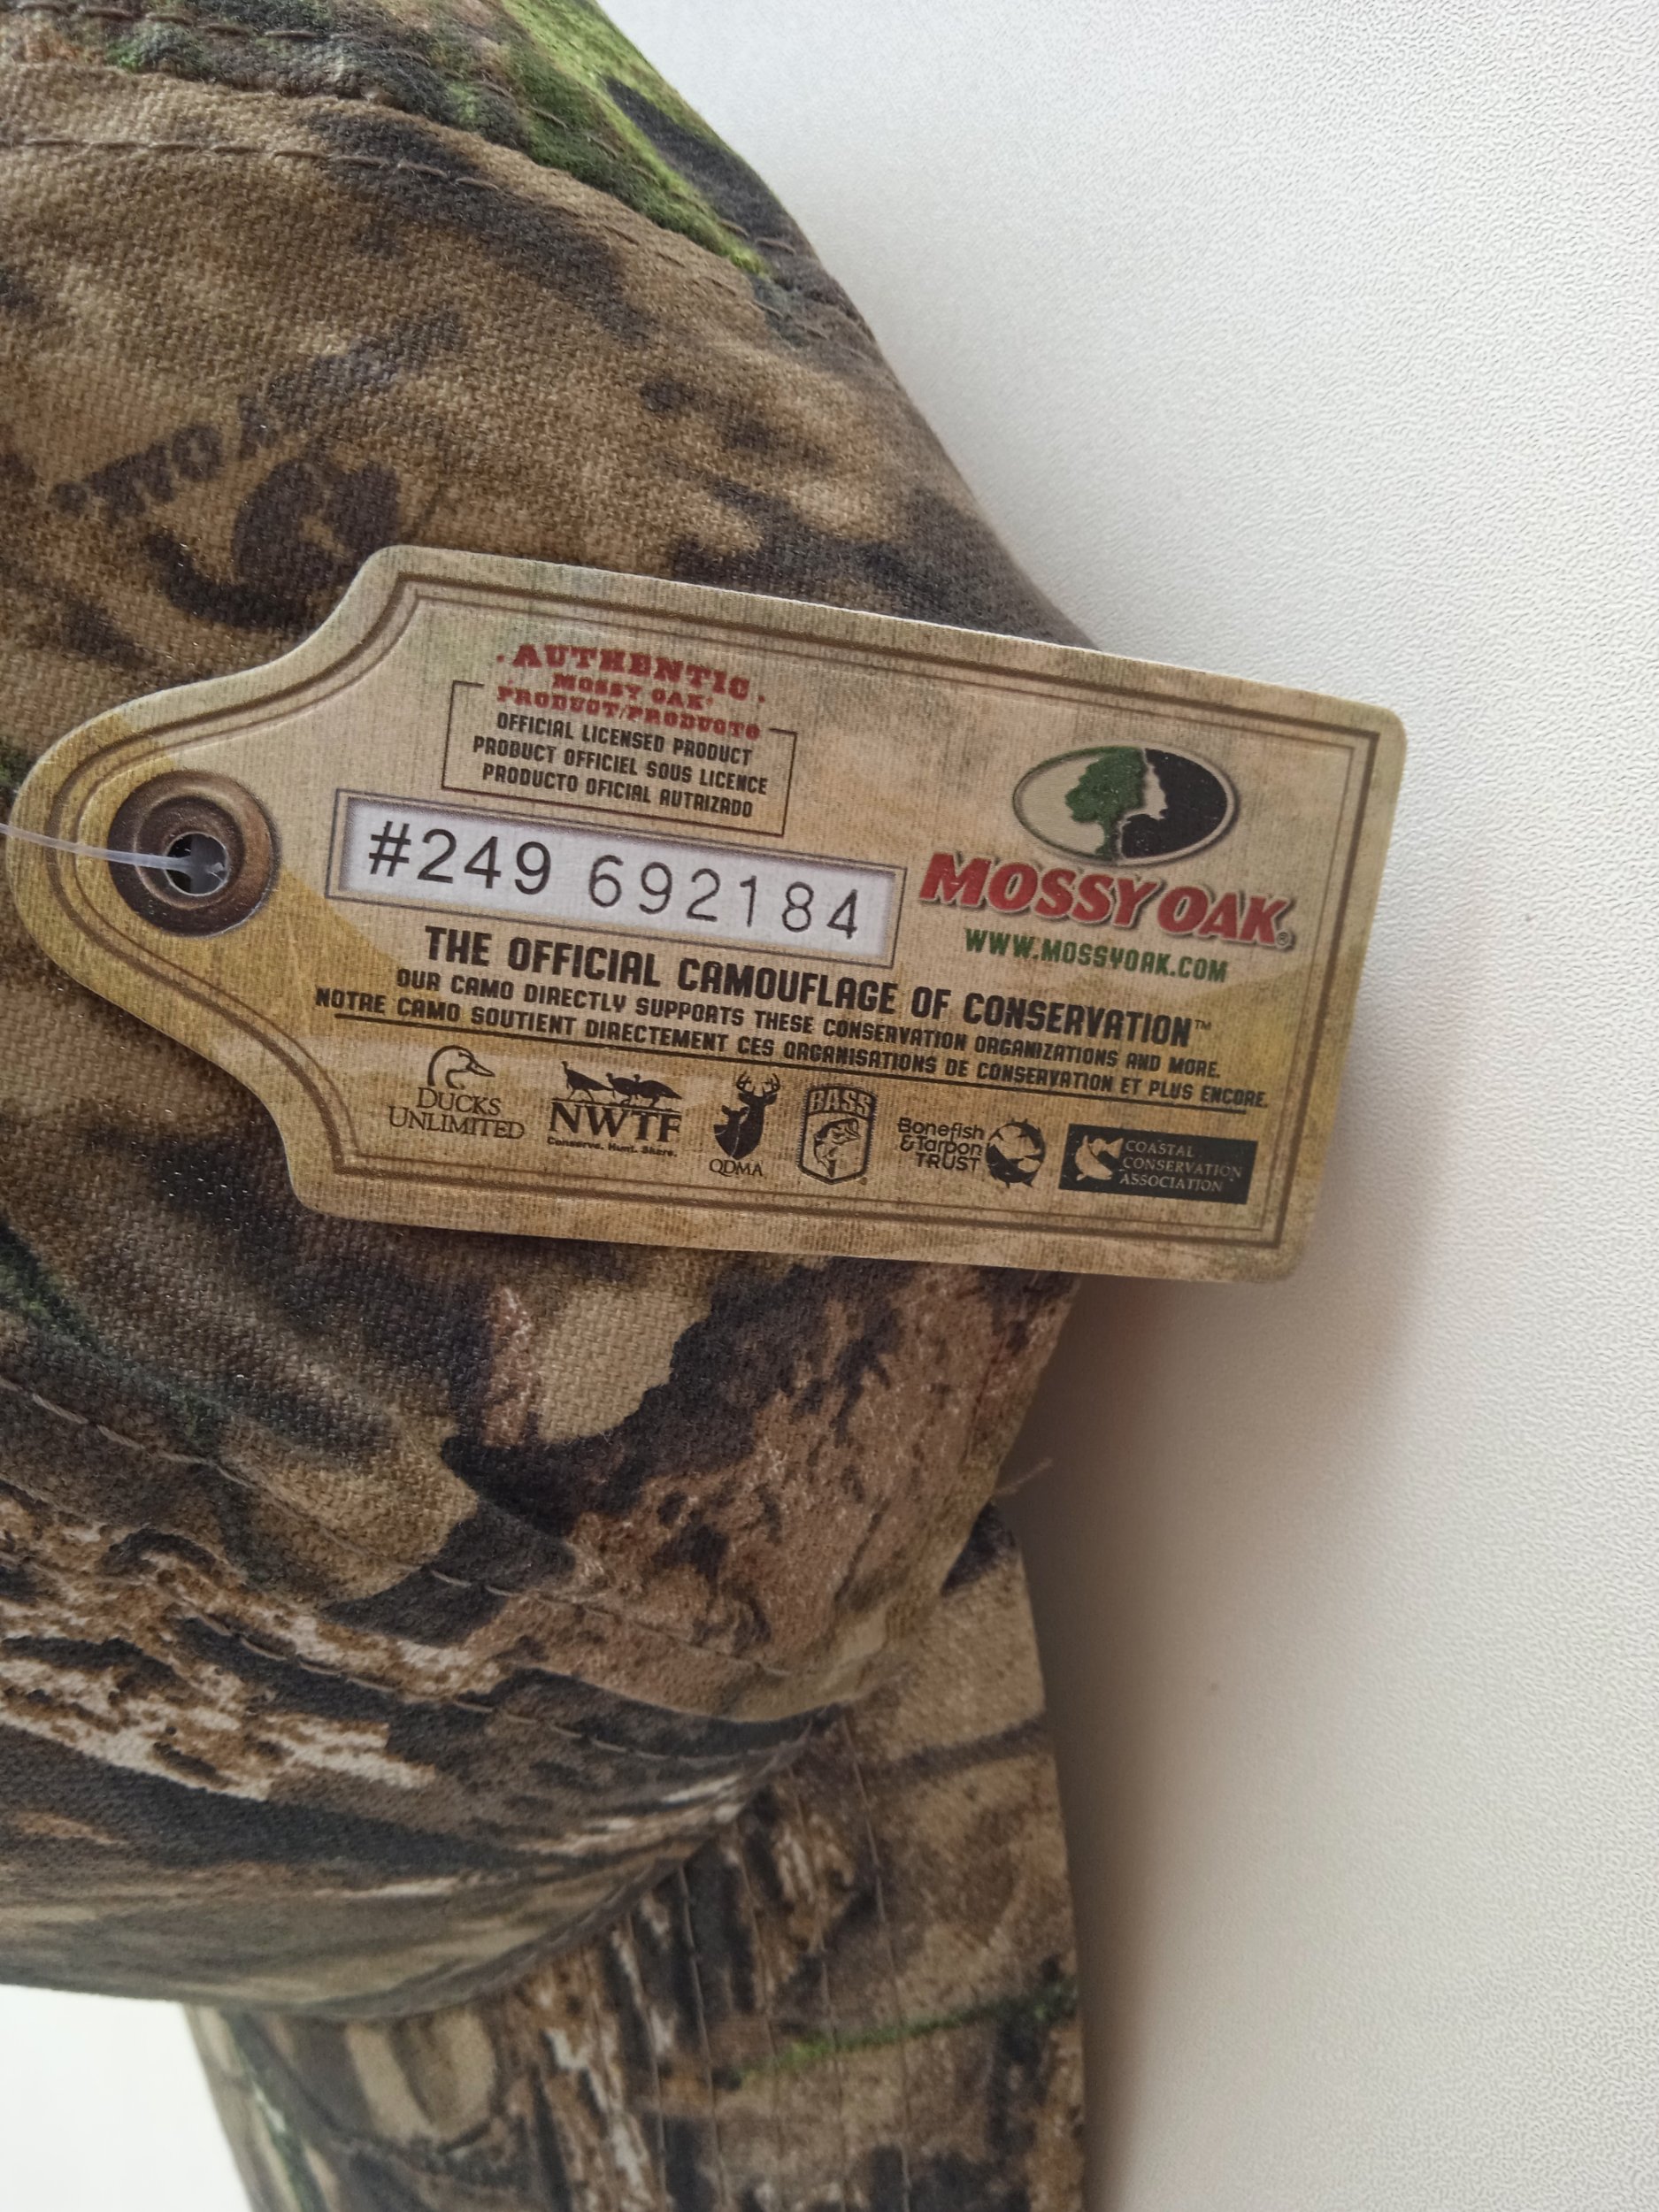 · AUTHENTIC ·
MOSSY OAK®
PRODUCT/PRODUCTO
OFFICIAL LICENSED PRODUCT
PRODUCT OFFICIEL SOUS LICENCE
PRODUCTO OFICIAL AUTRIZADO
#249 692184
MOSSY OAK®
WWW.MOSSYOAK.COM
THE OFFICIAL CAMOUFLAGE OF CONSERVATION™
OUR CAMO DIRECTLY SUPPORTS THESE CONSERVATION ORGANIZATIONS AND MORE.
NOTRE CAMO SOUTIENT DIRECTEMENT CES ORGANISATIONS DE CONSERVATION ET PLUS ENCORE.
DUCKS
UNLIMITED
NWTF
Conserve. Hunt. Share.
QDMA
BASS
Bonefish
& Tarpon
TRUST
COASTAL
CONSERVATION
ASSOCIATION